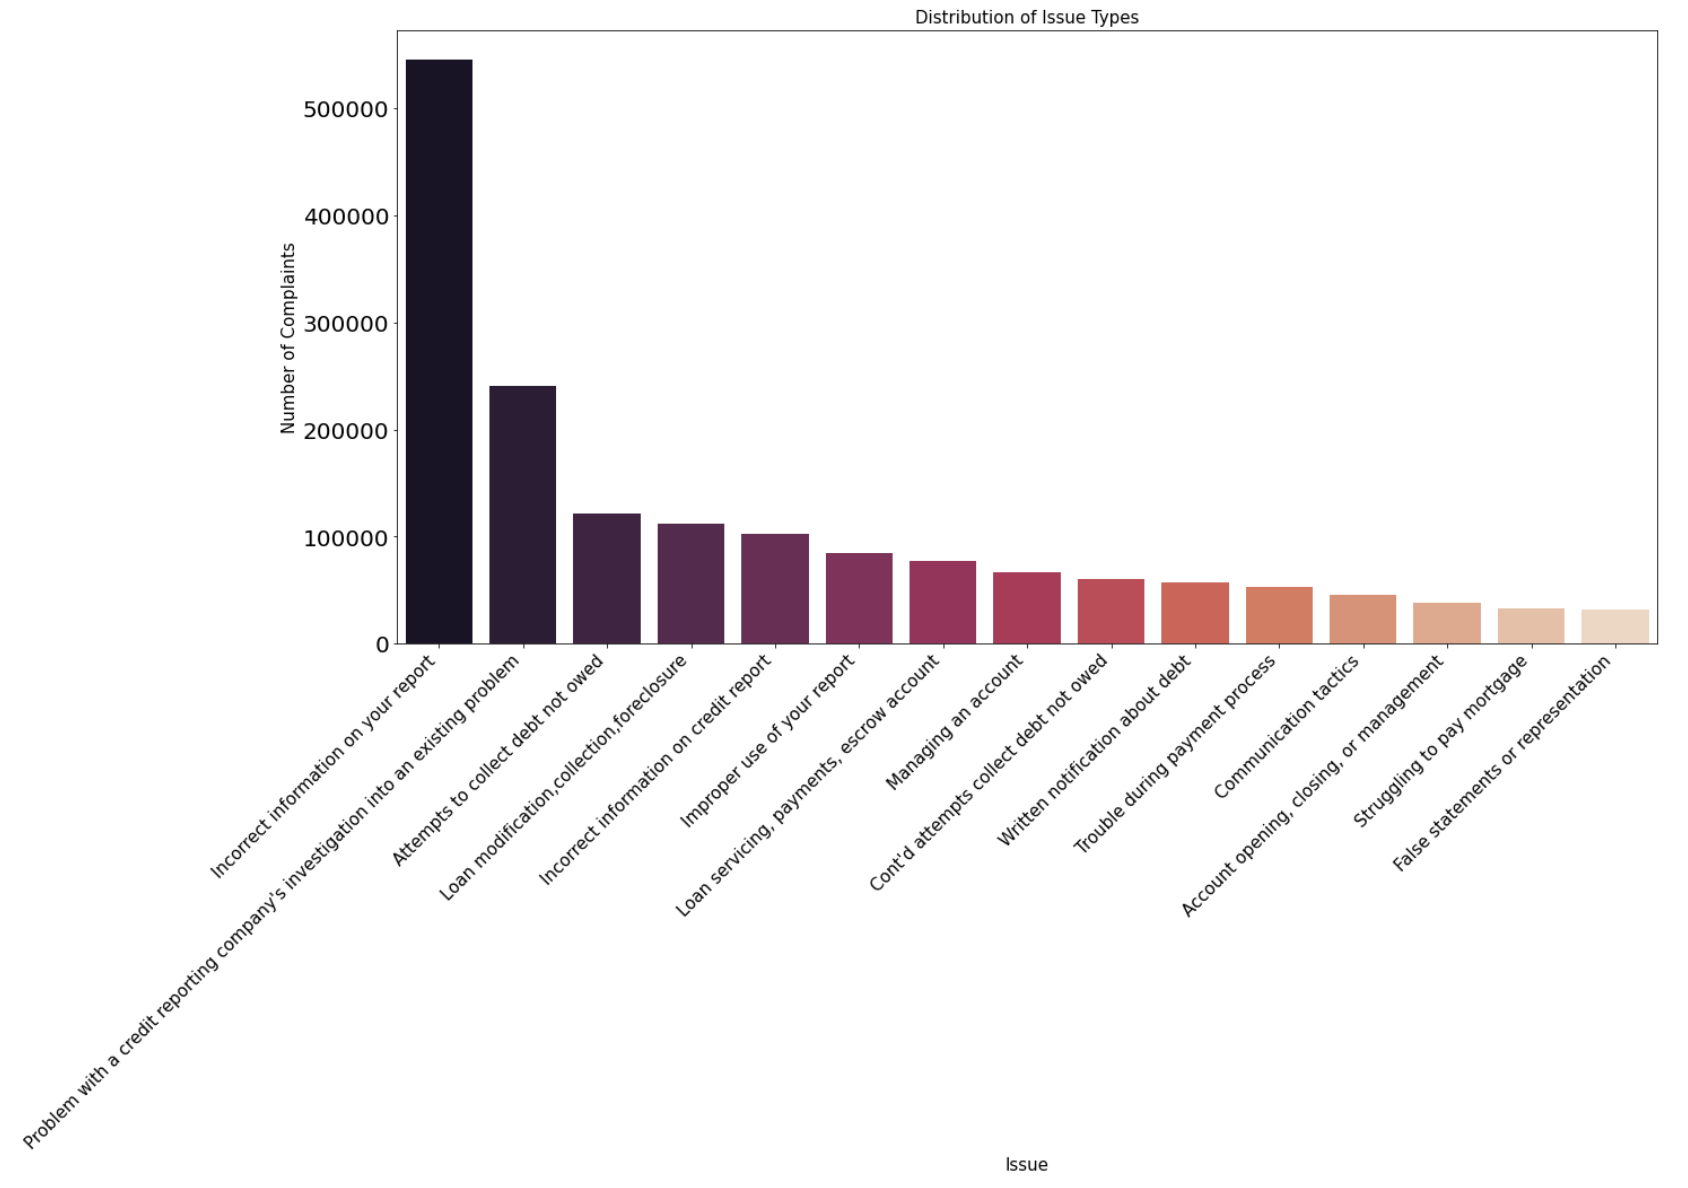 Distribution of Issue Types
Number of Complaints
500000
400000
300000
200000
100000
0
Incorrect information on your report
Problem with a credit reporting company's investigation into an existing problem
Attempts to collect debt not owed
Loan modification,collection,foreclosure
Incorrect information on credit report
Improper use of your report
Loan servicing, payments, escrow account
Managing an account
Cont'd attempts collect debt not owed
Written notification about debt
Trouble during payment process
Communication tactics
Account opening, closing, or management
Struggling to pay mortgage
False statements or representation
Issue